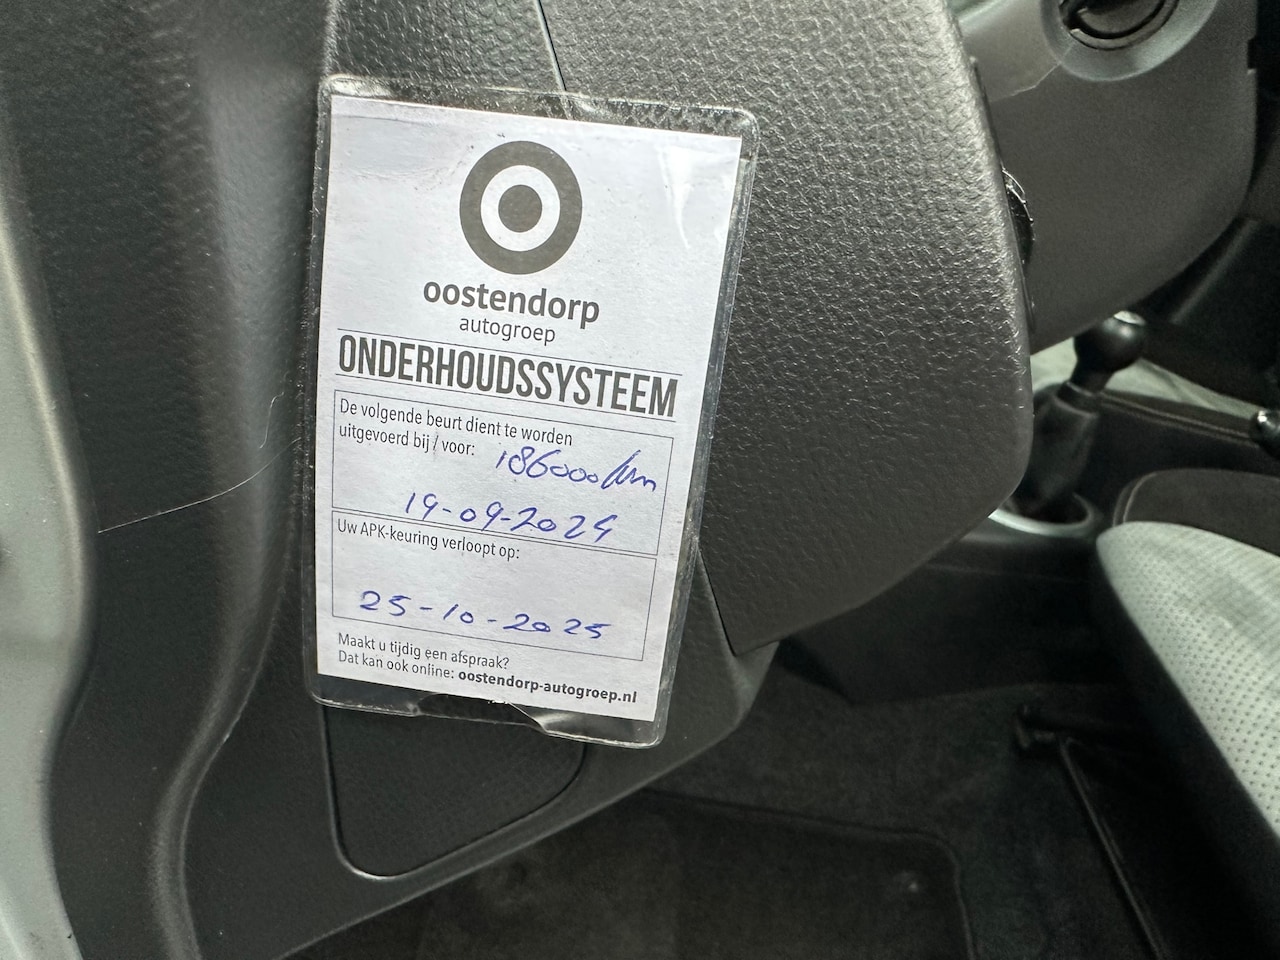 oostendorp
autogroep
ONDERHOUDSSYSTEEM
De volgende beurt dient te worden
uitgevoerd bij / voor: 186000 km
19-09-2024
Uw APK-keuring verloopt op:
25-10-2025
Maakt u tijdig een afspraak?
Dat kan ook online: oostendorp-autogroep.nl